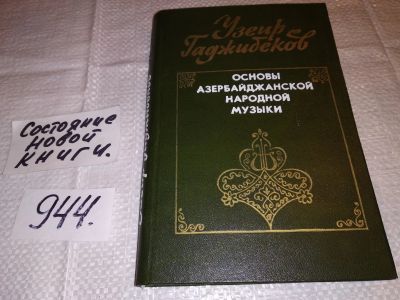 Узеир
Гаджибеков
ОСНОВЫ
АЗЕРБАЙДЖАНСКОЙ
НАРОДНОЙ
МУЗЫКИ
Состояние
новой
книги.
944.